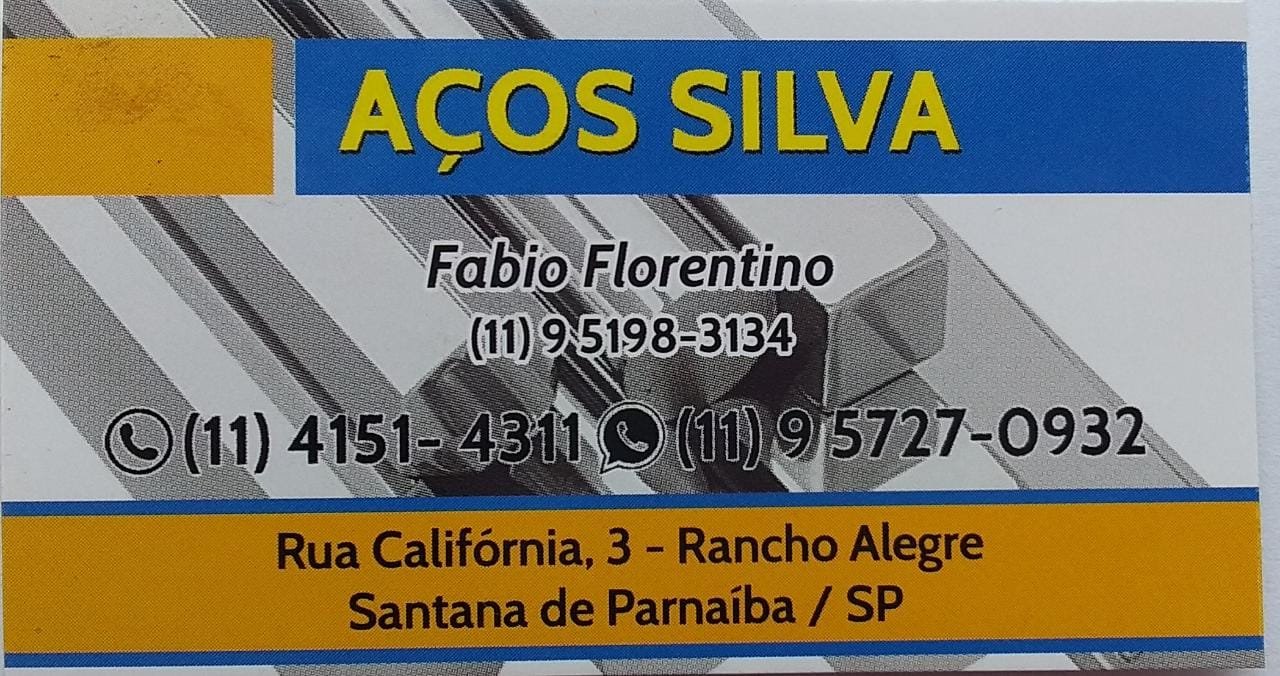 AÇOS SILVA
Fabio Florentino
(11) 9 5198-3134
(11) 4151- 4311 (11) 9 5727-0932
Rua Califórnia, 3 - Rancho Alegre
Santana de Parnaíba / SP